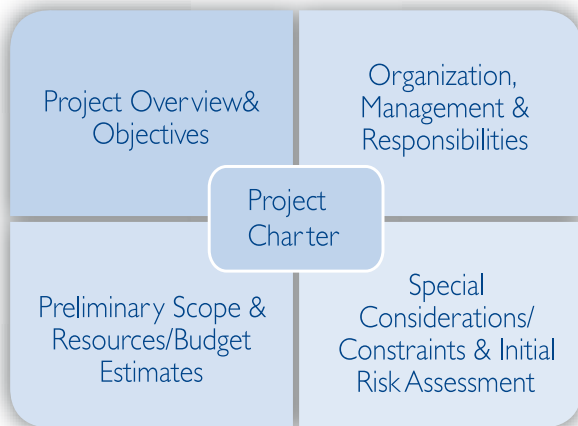 Project Overview&
Objectives
Organization,
Management &
Responsibilities
Project
Charter
Preliminary Scope &
Resources/Budget
Estimates
Special
Considerations/
Constraints & Initial
Risk Assessment